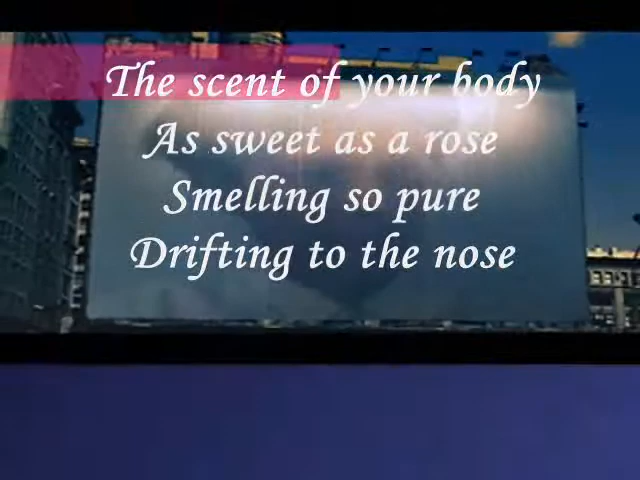 The scent of your body
As sweet as a rose
Smelling so pure
Drifting to the nose